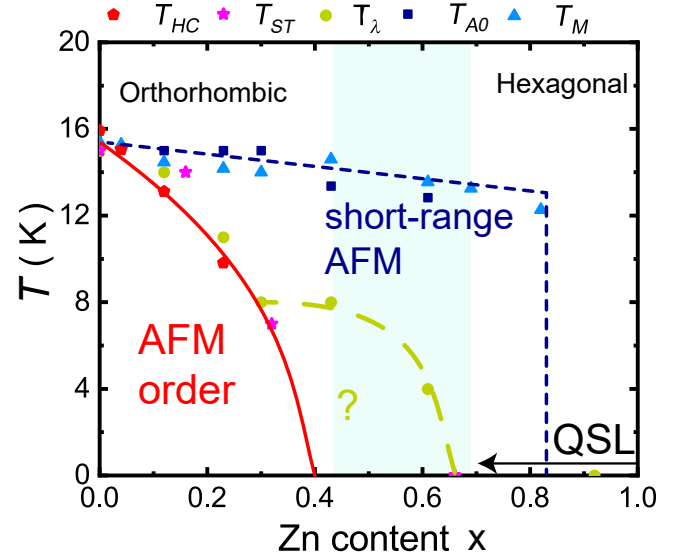 T_HC T_ST T_λ T_A0 T_M
20
16
12
8
4
0
T ( K )
Orthorhombic
Hexagonal
short-range
AFM
AFM
order
?
QSL
0.0 0.2 0.4 0.6 0.8 1.0
Zn content x